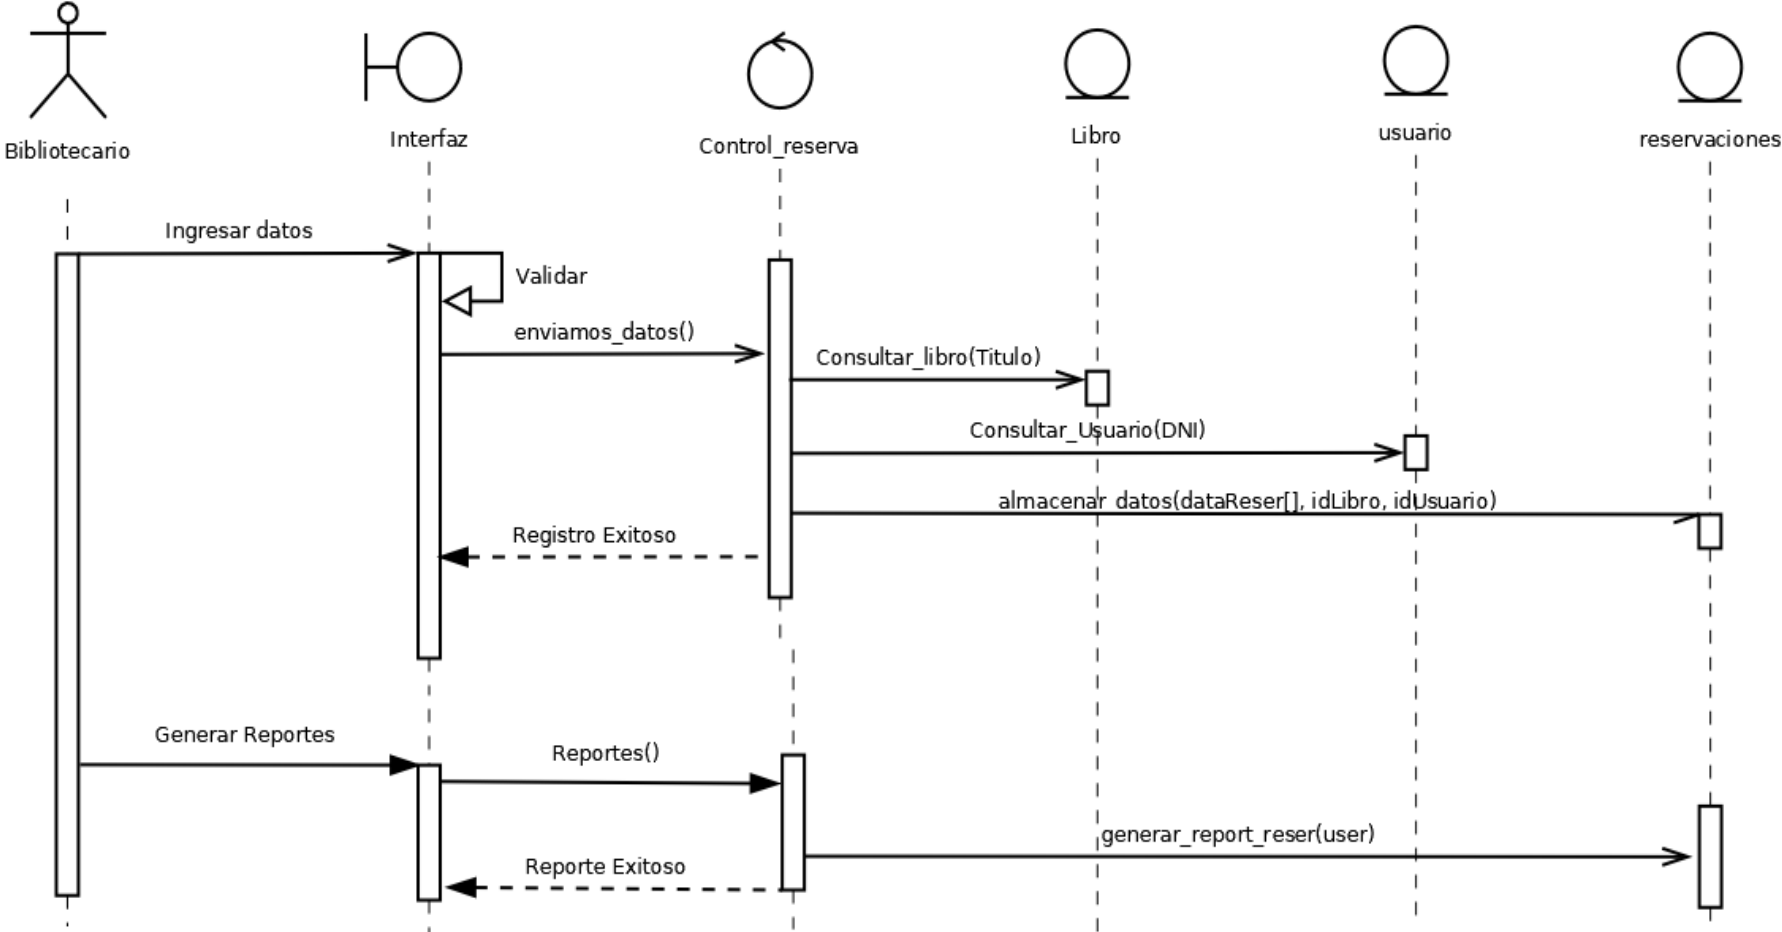 Bibliotecario
Interfaz
Control_reserva
Libro
usuario
reservaciones
Ingresar datos
Validar
enviamos_datos()
Consultar_libro(Titulo)
Consultar_Usuario(DNI)
almacenar_datos(dataReser[], idLibro, idUsuario)
Registro Exitoso
Generar Reportes
Reportes()
generar_report_reser(user)
Reporte Exitoso